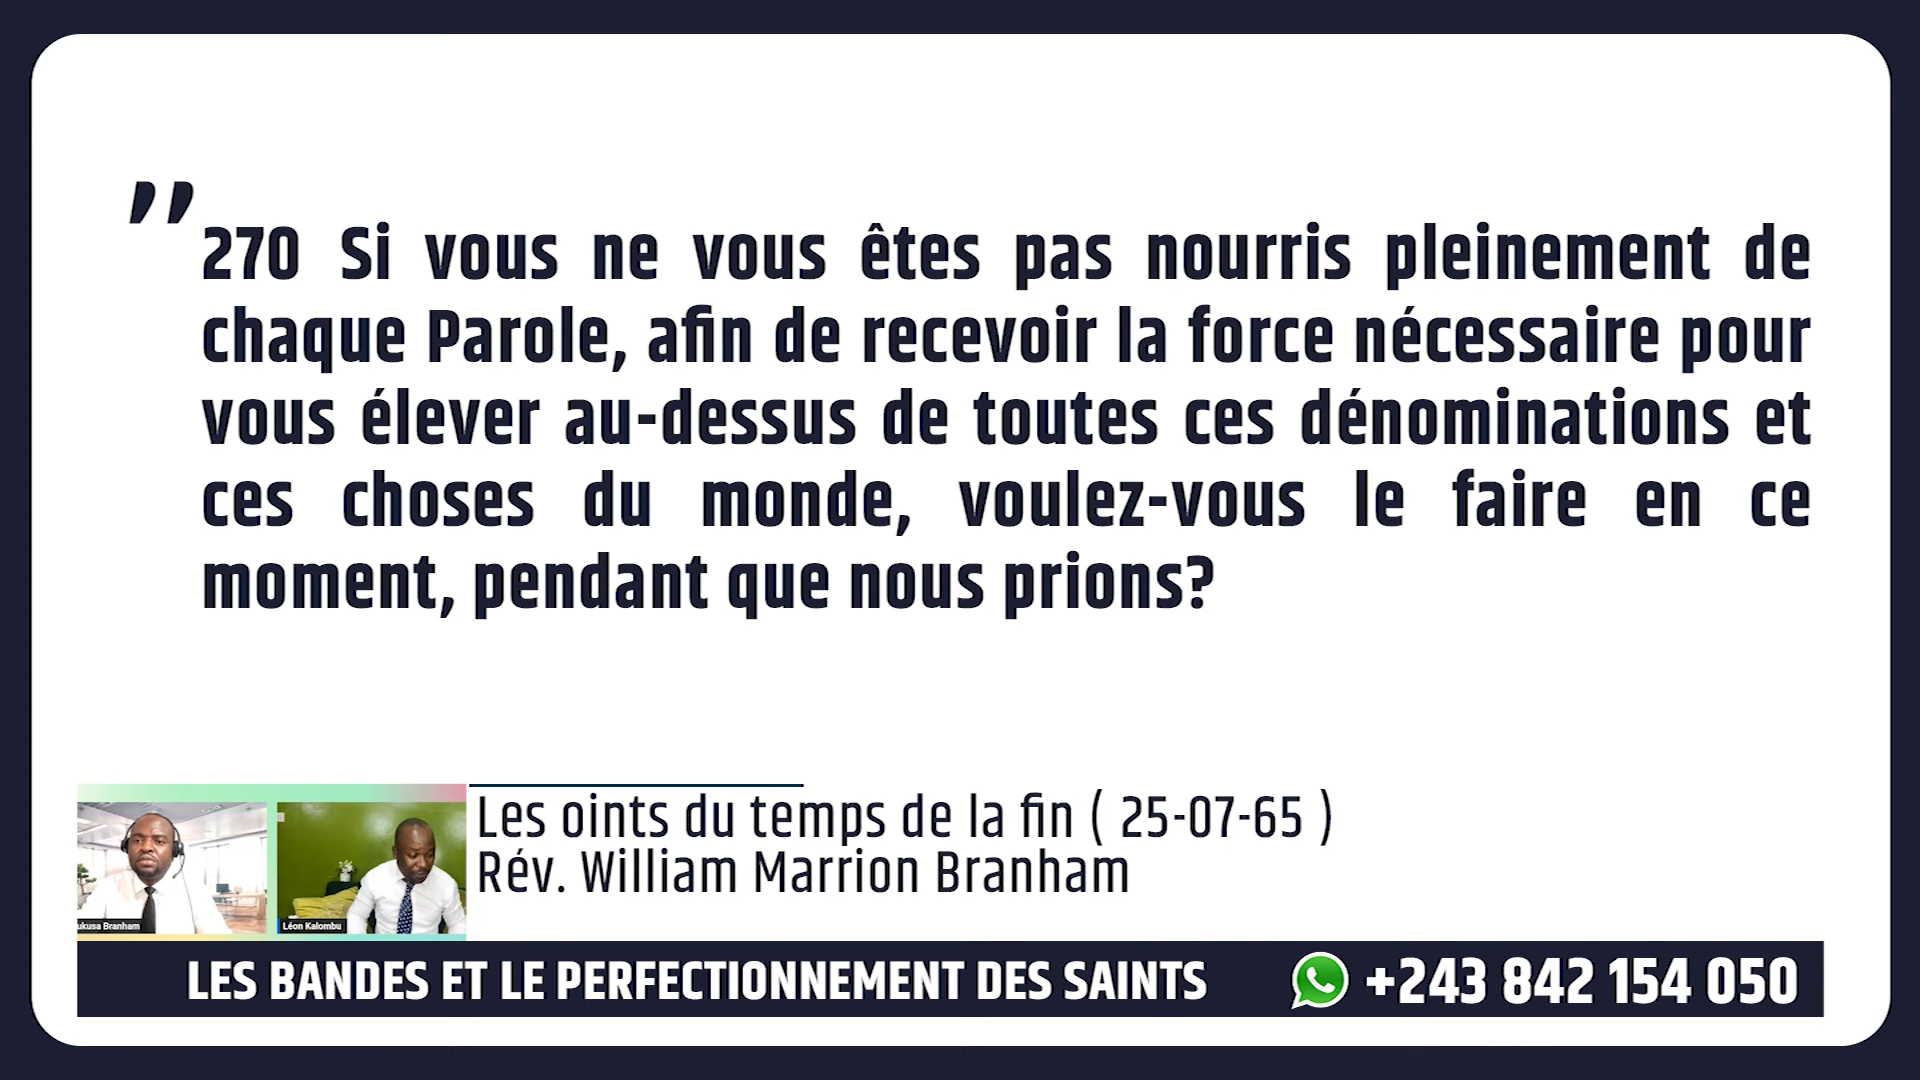 ”
270 Si vous ne vous êtes pas nourris pleinement de
chaque Parole, afin de recevoir la force nécessaire pour
vous élever au-dessus de toutes ces dénominations et
ces choses du monde, voulez-vous le faire en ce
moment, pendant que nous prions?
Les oints du temps de la fin ( 25-07-65 )
Rév. William Marrion Branham
ukusa Branham
Léon Kalombu
LES BANDES ET LE PERFECTIONNEMENT DES SAINTS
+243 842 154 050